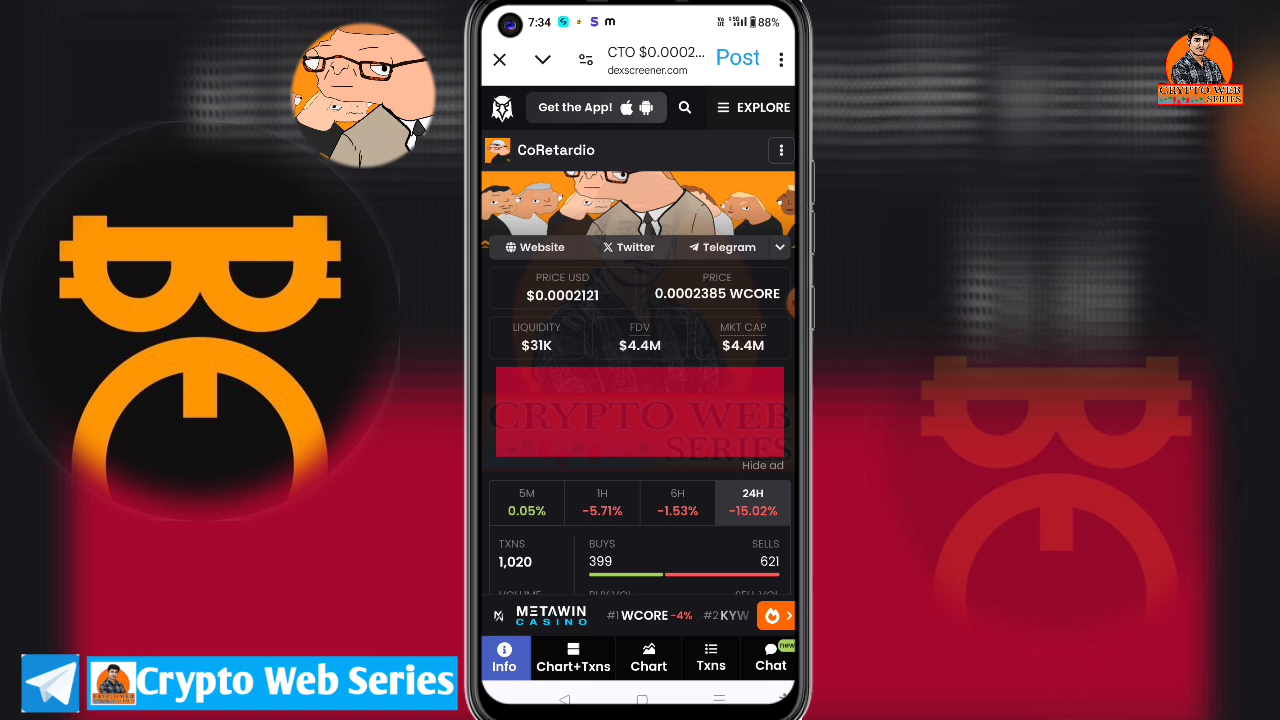 7:34
Vo LTE 5G 88%
CTO $0.0002...
dexscreener.com
Post
Get the App!
EXPLORE
CoRetardio
Website
Twitter
Telegram
PRICE USD
$0.0002121
PRICE
0.0002385 WCORE
LIQUIDITY
$31K
FDV
$4.4M
MKT CAP
$4.4M
CRYPTO WEB
SERIES
Hide ad
5M
0.05%
1H
-5.71%
6H
-1.53%
24H
-15.02%
TXNS
1,020
BUYS
399
SELLS
621
METAWIN
CASINO
#1 WCORE -4%
#2 KYW
Info
Chart+Txns
Chart
Txns
Chat
new
CRYPTO WEB
SERIES
Crypto Web Series